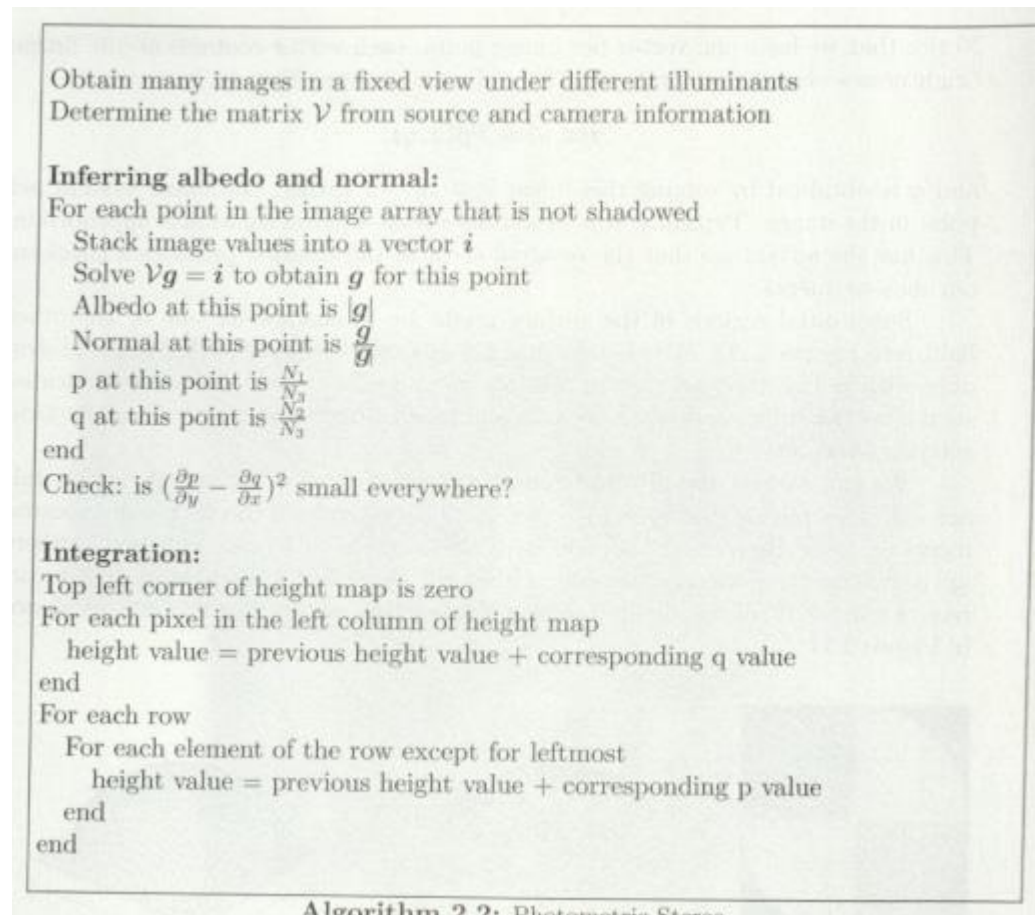 Obtain many images in a fixed view under different illuminants
Determine the matrix 𝒱 from source and camera information
Inferring albedo and normal:
For each point in the image array that is not shadowed
Stack image values into a vector i
Solve 𝒱g = i to obtain g for this point
Albedo at this point is |g|
Normal at this point is g/|g|
p at this point is N₁/N₃
q at this point is N₂/N₃
end
Check: is (∂p/∂y − ∂q/∂x)² small everywhere?
Integration:
Top left corner of height map is zero
For each pixel in the left column of height map
height value = previous height value + corresponding q value
end
For each row
For each element of the row except for leftmost
height value = previous height value + corresponding p value
end
end
Algorithm 2.2: Photometric Stereo